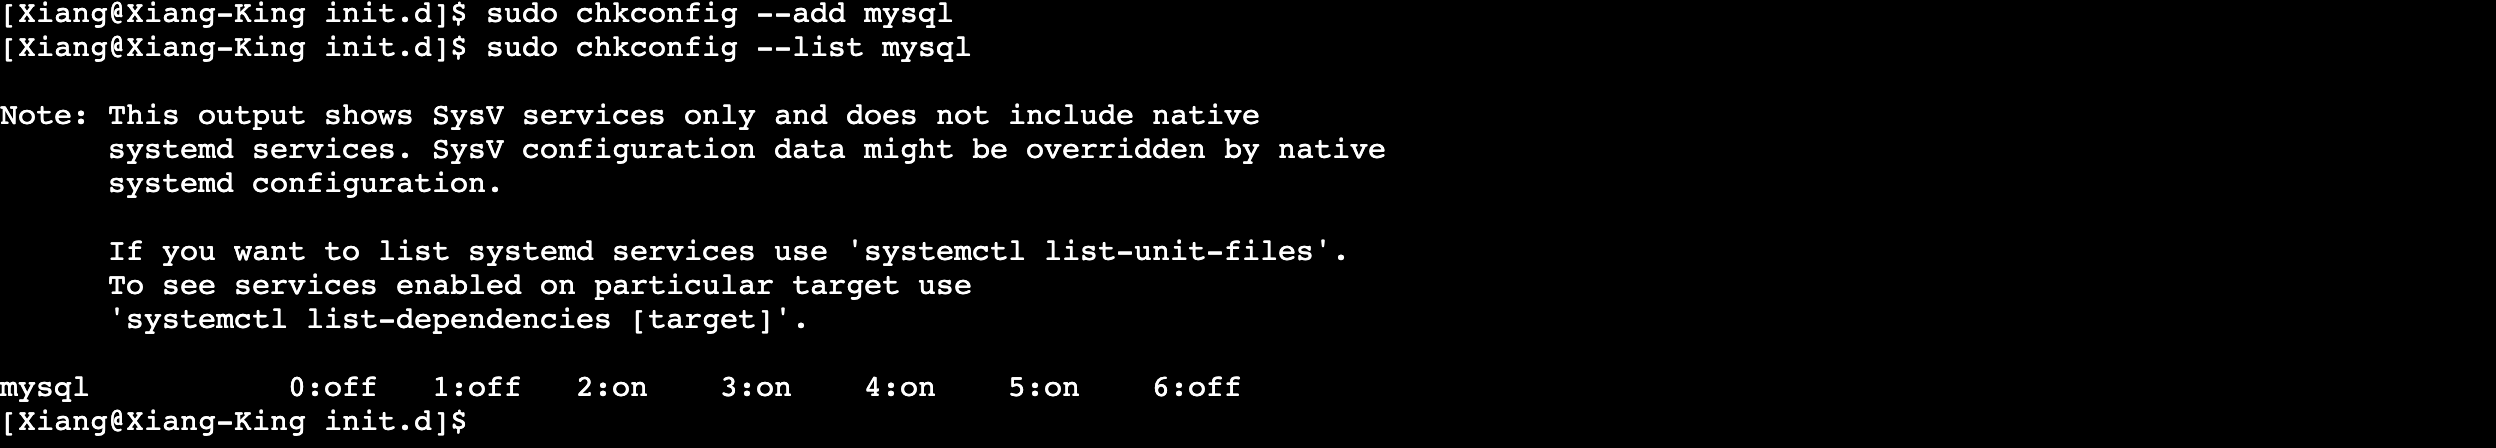 [Xiang@Xiang-King init.d]$ sudo chkconfig --add mysql
[Xiang@Xiang-King init.d]$ sudo chkconfig --list mysql
Note: This output shows SysV services only and does not include native
systemd services. SysV configuration data might be overridden by native
systemd configuration.
If you want to list systemd services use 'systemctl list-unit-files'.
To see services enabled on particular target use
'systemctl list-dependencies [target]'.
mysql 0:off 1:off 2:on 3:on 4:on 5:on 6:off
[Xiang@Xiang-King init.d]$